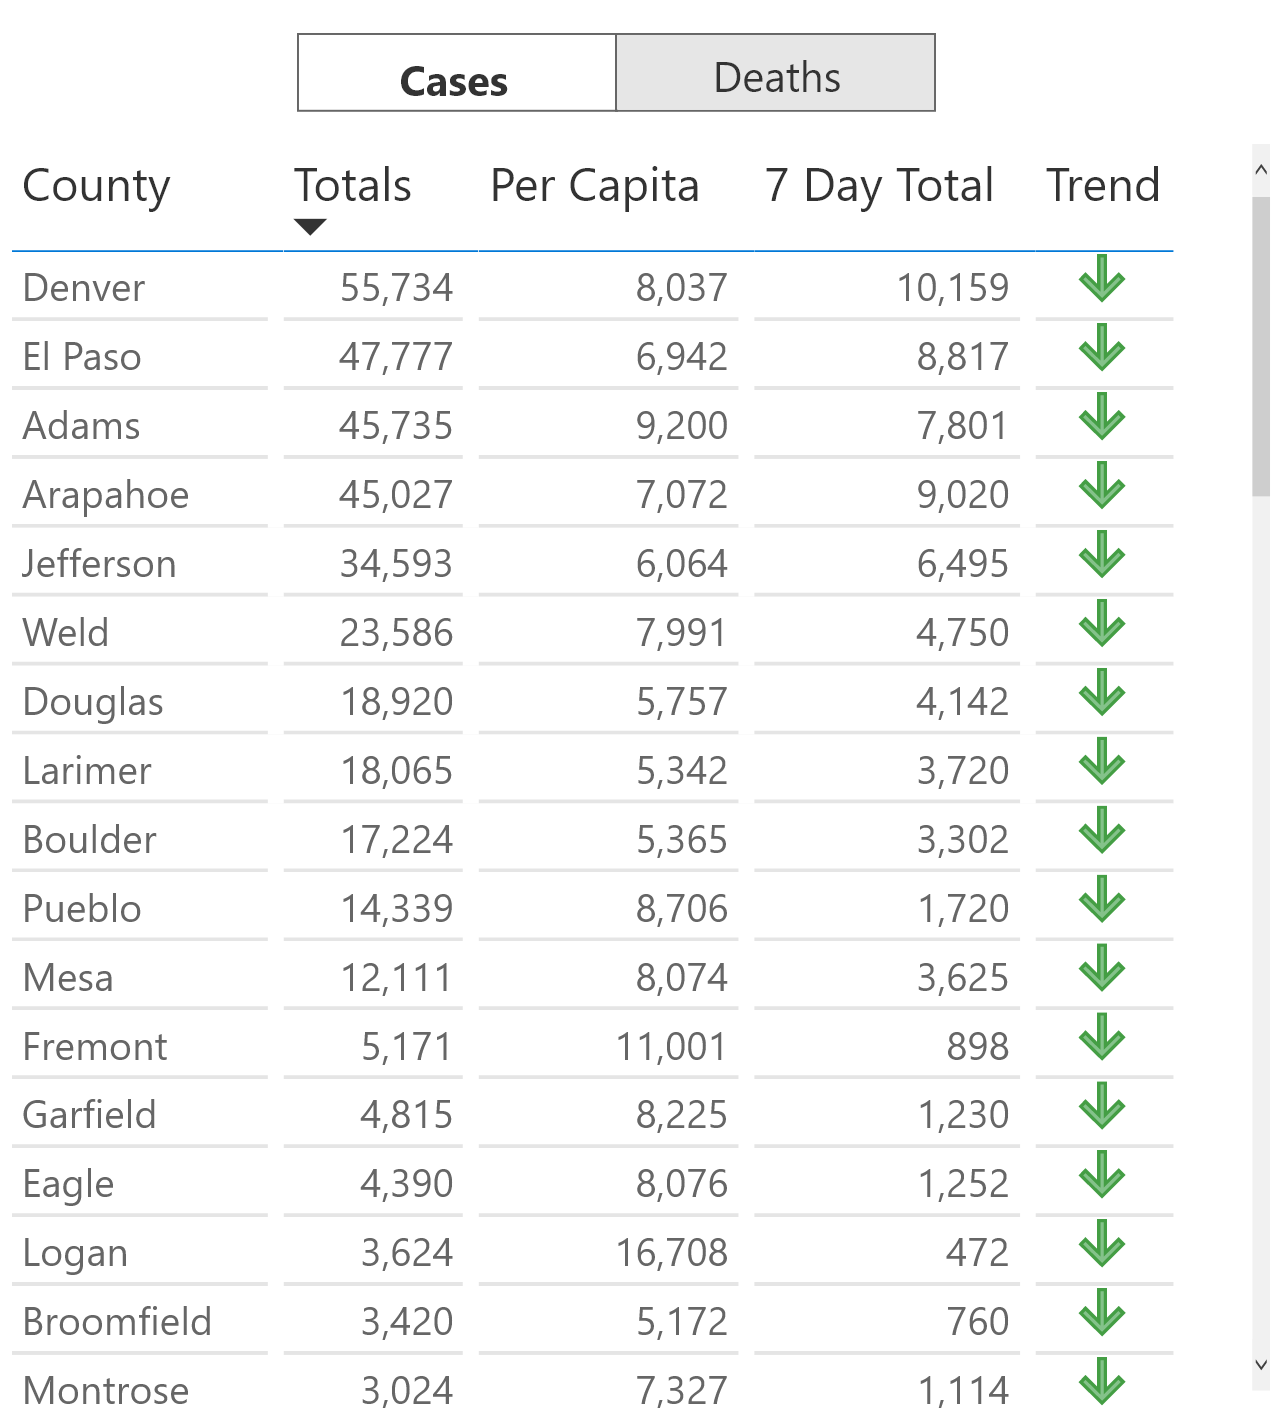 Cases Deaths
County Totals Per Capita 7 Day Total Trend
Denver 55,734 8,037 10,159
El Paso 47,777 6,942 8,817
Adams 45,735 9,200 7,801
Arapahoe 45,027 7,072 9,020
Jefferson 34,593 6,064 6,495
Weld 23,586 7,991 4,750
Douglas 18,920 5,757 4,142
Larimer 18,065 5,342 3,720
Boulder 17,224 5,365 3,302
Pueblo 14,339 8,706 1,720
Mesa 12,111 8,074 3,625
Fremont 5,171 11,001 898
Garfield 4,815 8,225 1,230
Eagle 4,390 8,076 1,252
Logan 3,624 16,708 472
Broomfield 3,420 5,172 760
Montrose 3,024 7,327 1,114